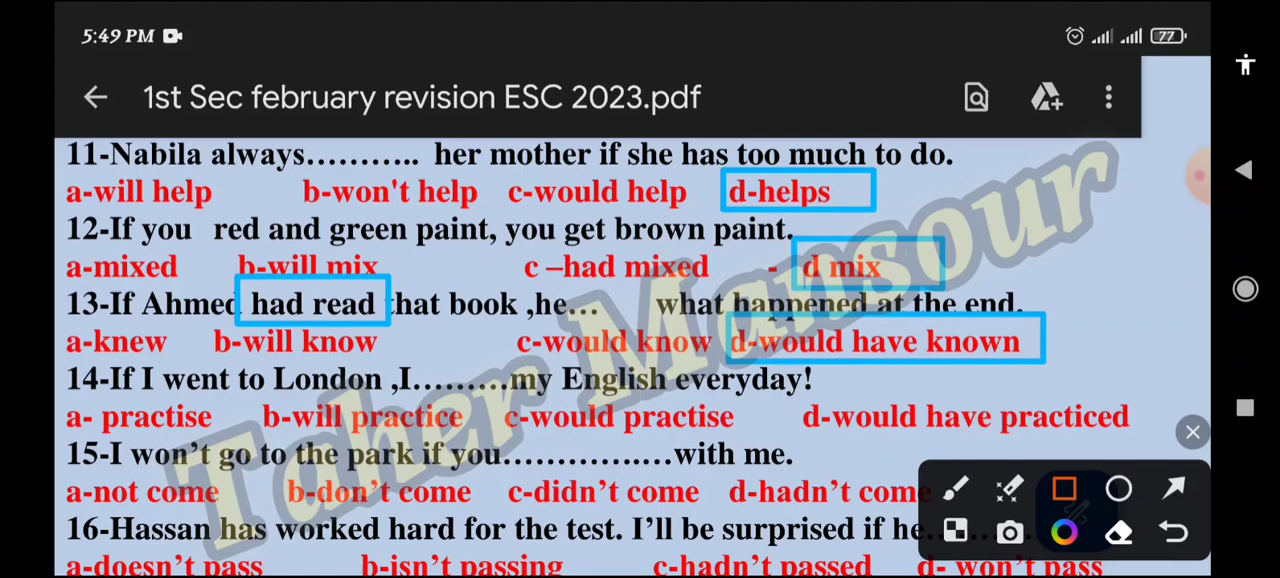 5:49 PM
77
1st Sec february revision ESC 2023.pdf
11-Nabila always……….. her mother if she has too much to do.
a-will help b-won't help c-would help d-helps
12-If you red and green paint, you get brown paint.
a-mixed b-will mix c –had mixed - d mix
13-If Ahmed had read that book ,he… what happened at the end.
a-knew b-will know c-would know d-would have known
14-If I went to London ,I………my English everyday!
a- practise b-will practice c-would practise d-would have practiced
15-I won’t go to the park if you……………..…with me.
a-not come b-don’t come c-didn’t come d-hadn’t come
16-Hassan has worked hard for the test. I’ll be surprised if he
a-doesn’t pass b-isn’t passing c-hadn’t passed d- won’t pass
Taher Mansour